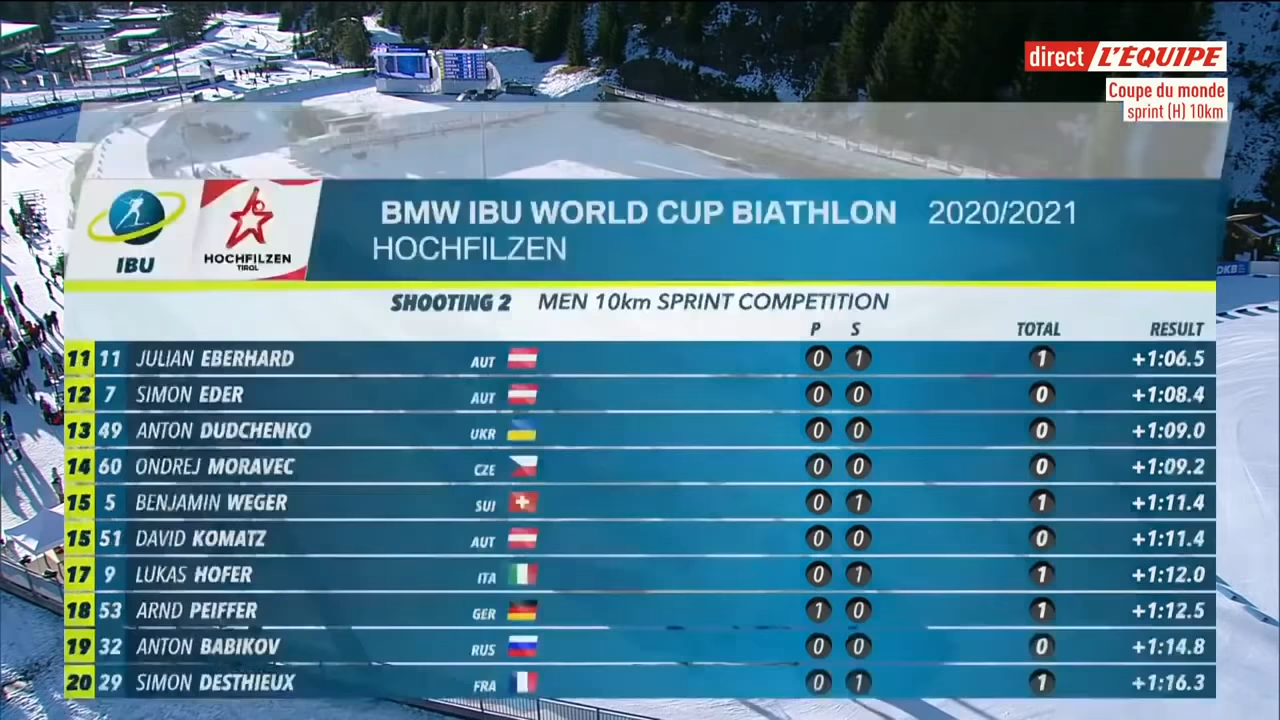 direct L'ÉQUIPE
Coupe du monde
sprint (H) 10km
IBU
HOCHFILZEN
TIROL
BMW IBU WORLD CUP BIATHLON 2020/2021
HOCHFILZEN
SHOOTING 2 MEN 10km SPRINT COMPETITION
P S TOTAL RESULT
11 11 JULIAN EBERHARD AUT 0 1 1 +1:06.5
12 7 SIMON EDER AUT 0 0 0 +1:08.4
13 49 ANTON DUDCHENKO UKR 0 0 0 +1:09.0
14 60 ONDREJ MORAVEC CZE 0 0 0 +1:09.2
15 5 BENJAMIN WEGER SUI 0 1 1 +1:11.4
15 51 DAVID KOMATZ AUT 0 0 0 +1:11.4
17 9 LUKAS HOFER ITA 0 1 1 +1:12.0
18 53 ARND PEIFFER GER 1 0 1 +1:12.5
19 32 ANTON BABIKOV RUS 0 0 0 +1:14.8
20 29 SIMON DESTHIEUX FRA 0 1 1 +1:16.3
DKB